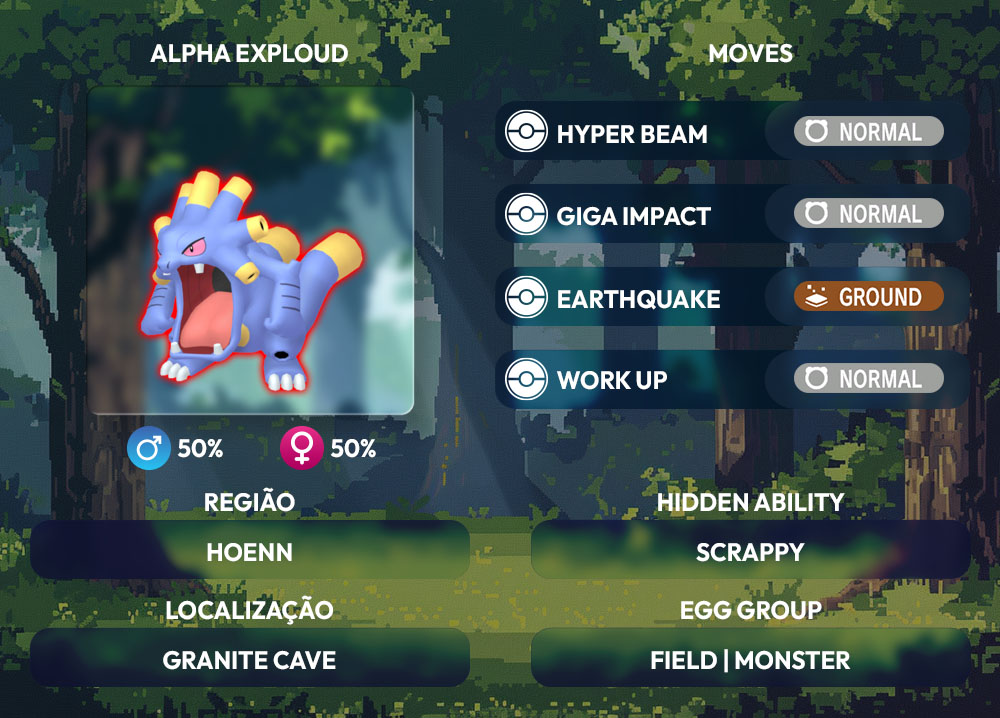 ALPHA EXPLOUD
♂ 50% ♀ 50%
REGIÃO
HOENN
LOCALIZAÇÃO
GRANITE CAVE
MOVES
HYPER BEAM NORMAL
GIGA IMPACT NORMAL
EARTHQUAKE GROUND
WORK UP NORMAL
HIDDEN ABILITY
SCRAPPY
EGG GROUP
FIELD | MONSTER